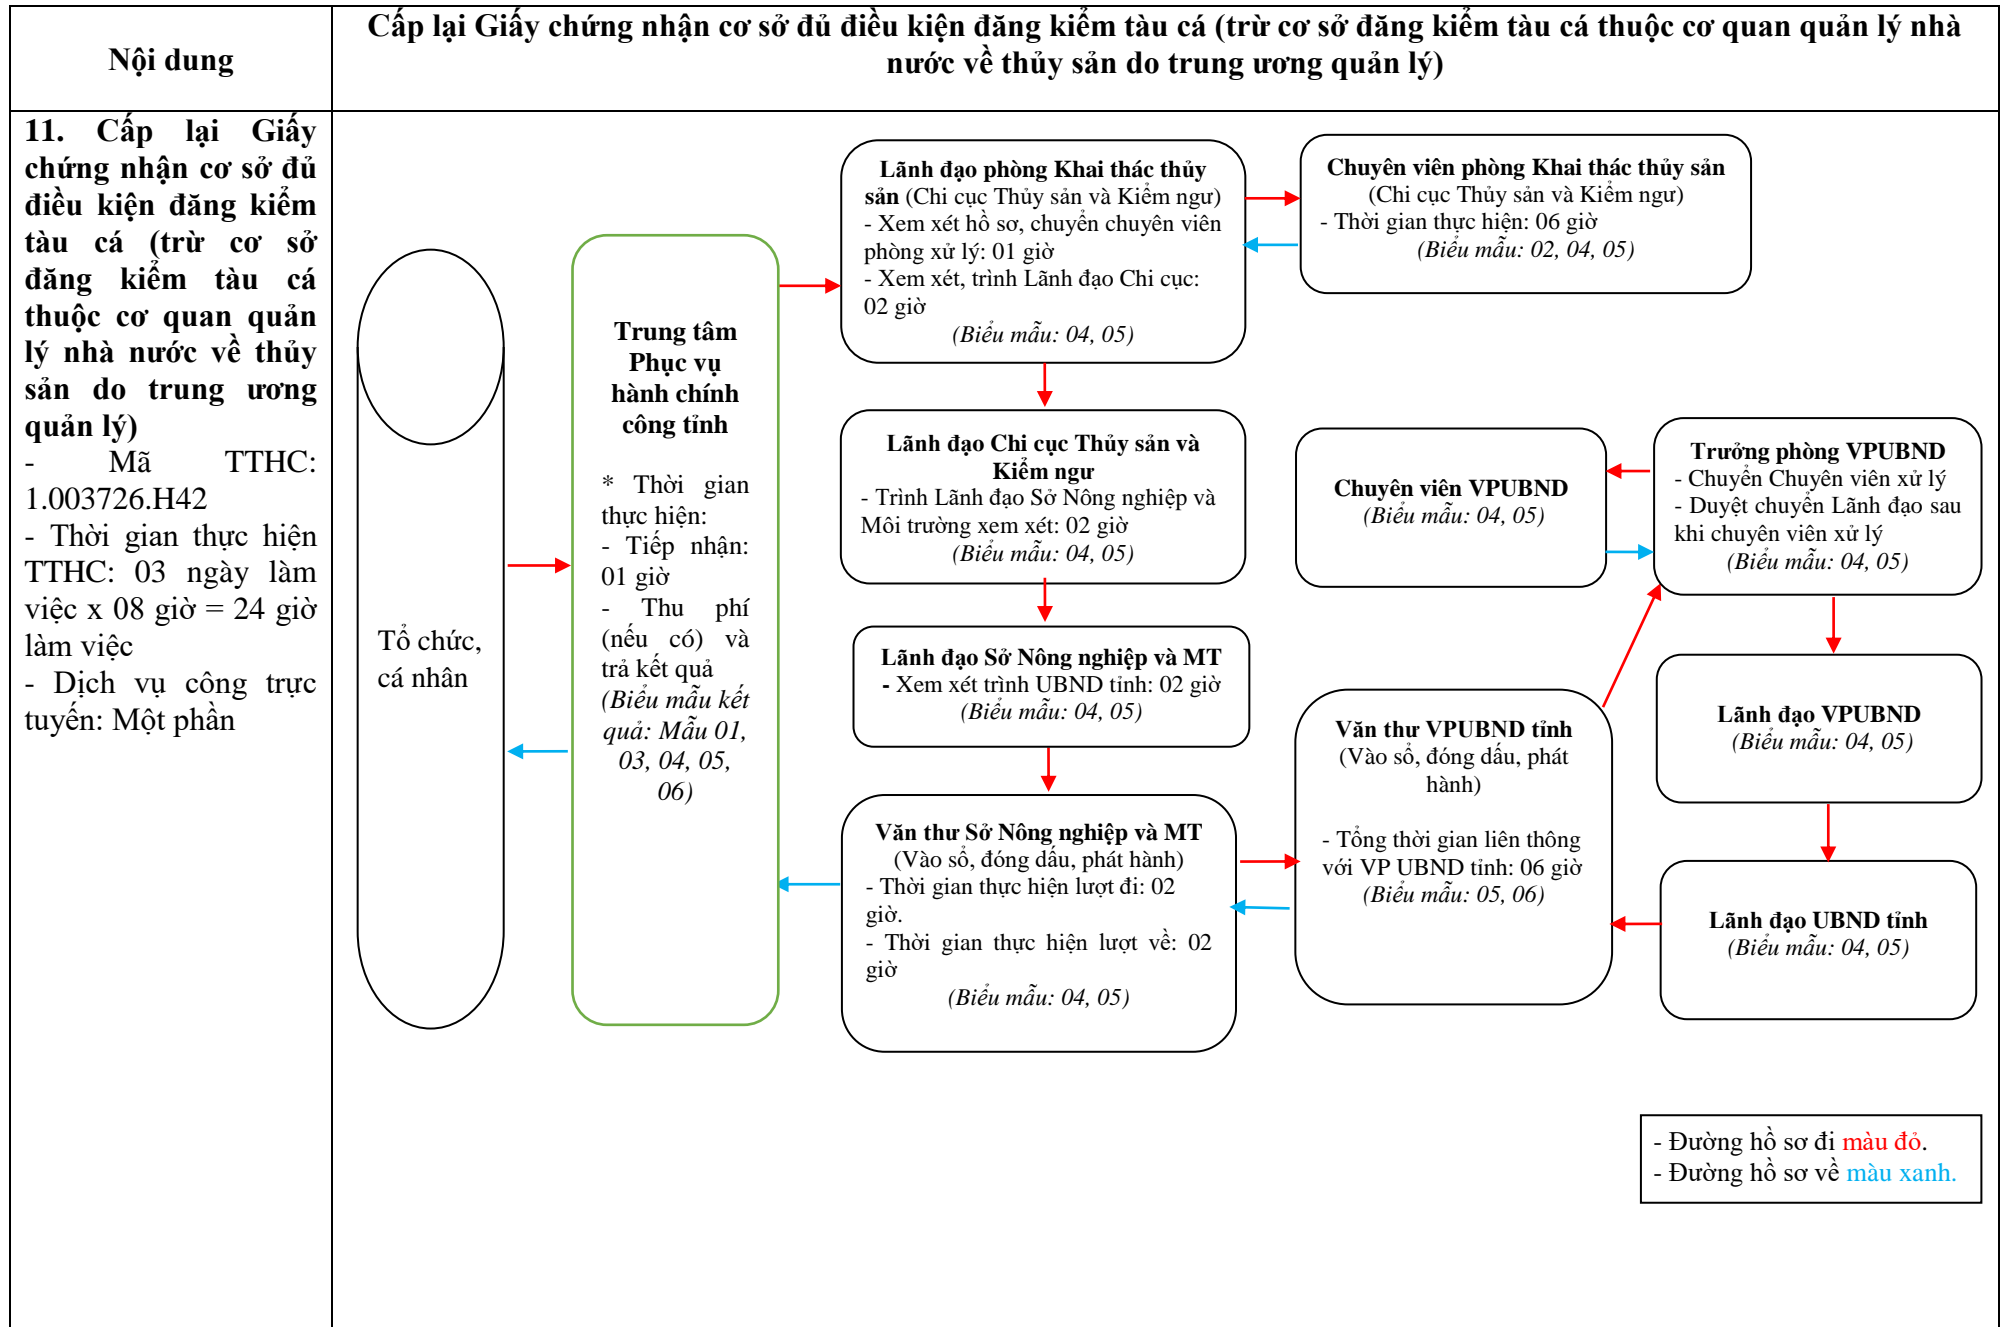 Nội dung
Cấp lại Giấy chứng nhận cơ sở đủ điều kiện đăng kiểm tàu cá (trừ cơ sở đăng kiểm tàu cá thuộc cơ quan quản lý nhà
nước về thủy sản do trung ương quản lý)
11. Cấp lại Giấy
chứng nhận cơ sở đủ
điều kiện đăng kiểm
tàu cá (trừ cơ sở
đăng kiểm tàu cá
thuộc cơ quan quản
lý nhà nước về thủy
sản do trung ương
quản lý)
- Mã TTHC:
1.003726.H42
- Thời gian thực hiện
TTHC: 03 ngày làm
việc x 08 giờ = 24 giờ
làm việc
- Dịch vụ công trực
tuyến: Một phần
Tổ chức,
cá nhân
Trung tâm
Phục vụ
hành chính
công tỉnh
* Thời gian
thực hiện:
- Tiếp nhận:
01 giờ
- Thu phí
(nếu có) và
trả kết quả
(Biểu mẫu kết
quả: Mẫu 01,
03, 04, 05,
06)
Lãnh đạo phòng Khai thác thủy
sản (Chi cục Thủy sản và Kiểm ngư)
- Xem xét hồ sơ, chuyển chuyên viên
phòng xử lý: 01 giờ
- Xem xét, trình Lãnh đạo Chi cục:
02 giờ
(Biểu mẫu: 04, 05)
Chuyên viên phòng Khai thác thủy sản
(Chi cục Thủy sản và Kiểm ngư)
- Thời gian thực hiện: 06 giờ
(Biểu mẫu: 02, 04, 05)
Lãnh đạo Chi cục Thủy sản và
Kiểm ngư
- Trình Lãnh đạo Sở Nông nghiệp và
Môi trường xem xét: 02 giờ
(Biểu mẫu: 04, 05)
Lãnh đạo Sở Nông nghiệp và MT
- Xem xét trình UBND tỉnh: 02 giờ
(Biểu mẫu: 04, 05)
Văn thư Sở Nông nghiệp và MT
(Vào sổ, đóng dấu, phát hành)
- Thời gian thực hiện lượt đi: 02
giờ.
- Thời gian thực hiện lượt về: 02
giờ
(Biểu mẫu: 04, 05)
Văn thư VPUBND tỉnh
(Vào sổ, đóng dấu, phát
hành)
- Tổng thời gian liên thông
với VP UBND tỉnh: 06 giờ
(Biểu mẫu: 05, 06)
Chuyên viên VPUBND
(Biểu mẫu: 04, 05)
Trưởng phòng VPUBND
- Chuyển Chuyên viên xử lý
- Duyệt chuyển Lãnh đạo sau
khi chuyên viên xử lý
(Biểu mẫu: 04, 05)
Lãnh đạo VPUBND
(Biểu mẫu: 04, 05)
Lãnh đạo UBND tỉnh
(Biểu mẫu: 04, 05)
- Đường hồ sơ đi màu đỏ.
- Đường hồ sơ về màu xanh.